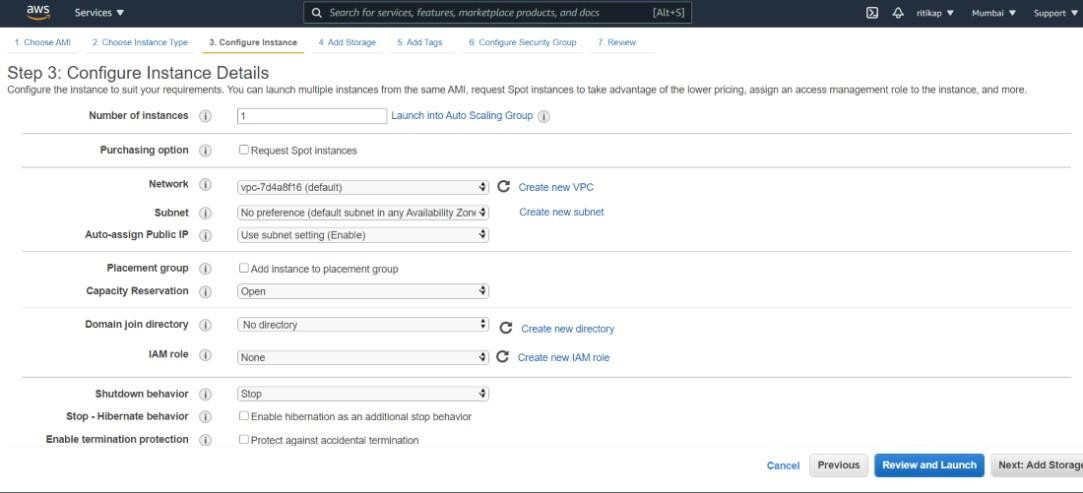 aws Services Search for services, features, marketplace products, and docs [Alt+S] ritikap Mumbai Support
1. Choose AMI 2. Choose Instance Type 3. Configure Instance 4. Add Storage 5. Add Tags 6. Configure Security Group 7. Review
Step 3: Configure Instance Details
Configure the instance to suit your requirements. You can launch multiple instances from the same AMI, request Spot instances to take advantage of the lower pricing, assign an access management role to the instance, and more.
Number of instances 1 Launch into Auto Scaling Group
Purchasing option Request Spot instances
Network vpc-7d4a8f16 (default) Create new VPC
Subnet No preference (default subnet in any Availability Zon Create new subnet
Auto-assign Public IP Use subnet setting (Enable)
Placement group Add instance to placement group
Capacity Reservation Open
Domain join directory No directory Create new directory
IAM role None Create new IAM role
Shutdown behavior Stop
Stop - Hibernate behavior Enable hibernation as an additional stop behavior
Enable termination protection Protect against accidental termination
Cancel Previous Review and Launch Next: Add Storage